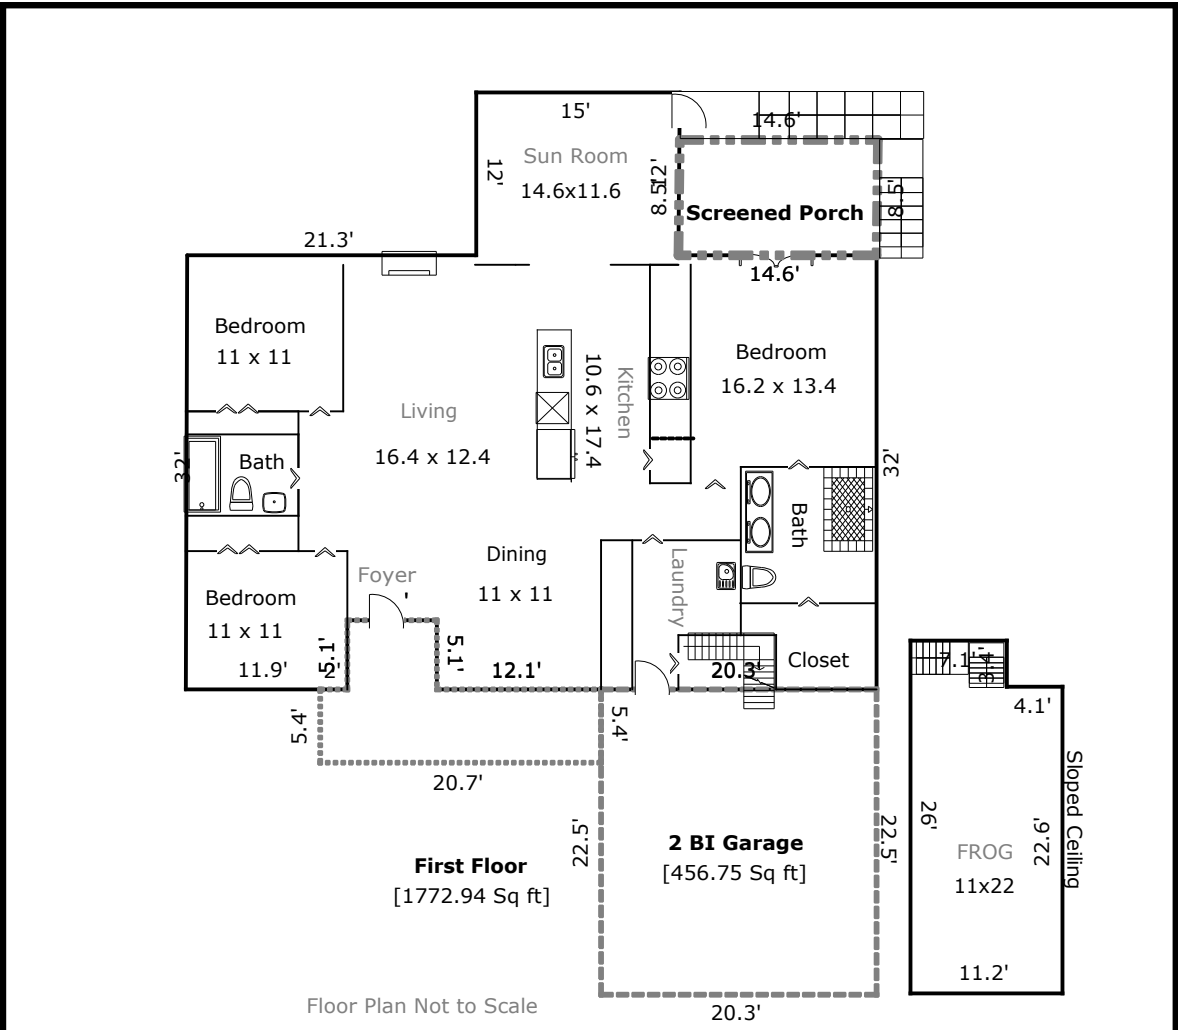 15'
14.6'
Sun Room
14.6x11.6
12'
12'
8.5'
Screened Porch
8.5'
21.3'
14.6'
Bedroom
11 x 11
Living
16.4 x 12.4
10.6 x 17.4
Kitchen
Bedroom
16.2 x 13.4
32'
Bath
32'
Bath
Dining
11 x 11
Foyer
'
Laundry
Bedroom
11 x 11
11.9'
2'
5.1'
5.1'
12.1'
20.3'
Closet
7.1'
3.4'
4.1'
5.4'
5.4'
20.7'
22.5'
2 BI Garage
[456.75 Sq ft]
22.5'
26'
22.6'
Sloped Ceiling
FROG
11x22
First Floor
[1772.94 Sq ft]
11.2'
Floor Plan Not to Scale
20.3'